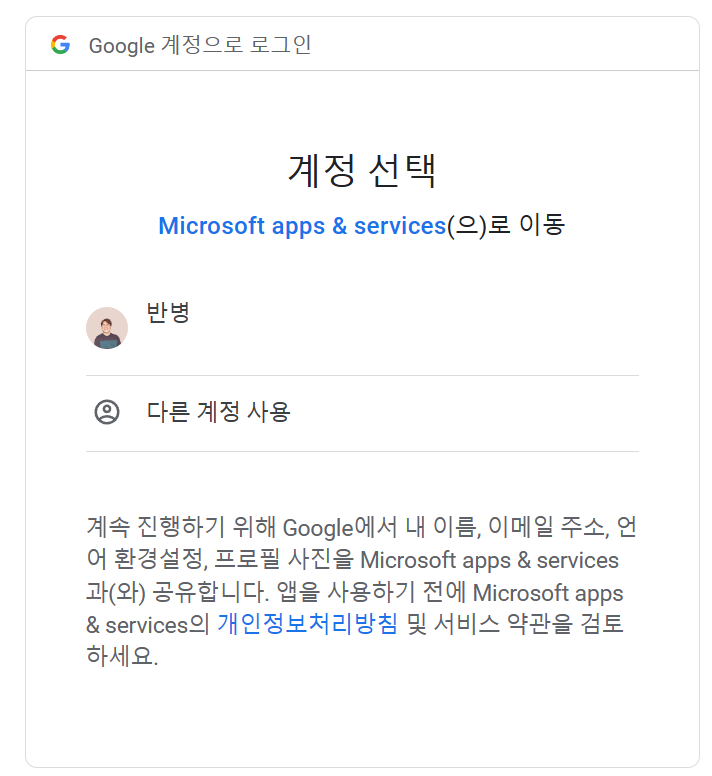 Google 계정으로 로그인
계정 선택
Microsoft apps & services(으)로 이동
반병
다른 계정 사용
계속 진행하기 위해 Google에서 내 이름, 이메일 주소, 언
어 환경설정, 프로필 사진을 Microsoft apps & services
과(와) 공유합니다. 앱을 사용하기 전에 Microsoft apps
& services의 개인정보처리방침 및 서비스 약관을 검토
하세요.